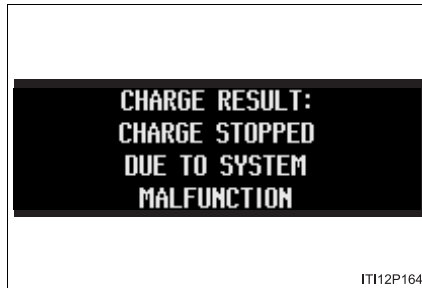 CHARGE RESULT:
CHARGE STOPPED
DUE TO SYSTEM
MALFUNCTION
ITI12P164